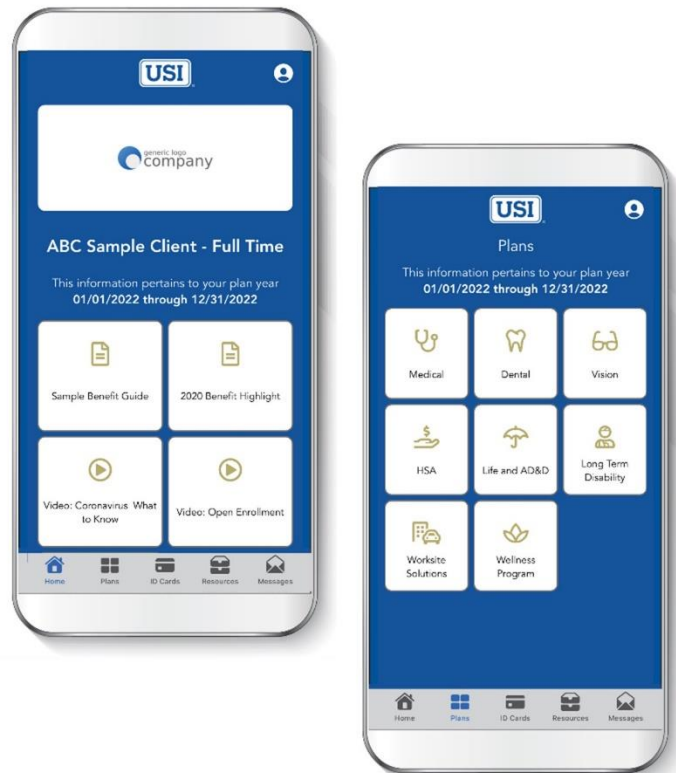 USI
generic logo
company
ABC Sample Client - Full Time
This information pertains to your plan year
01/01/2022 through 12/31/2022
Sample Benefit Guide
2020 Benefit Highlight
Video: Coronavirus What
to Know
Video: Open Enrollment
Home
Plans
ID Cards
Resources
Messages
USI
Plans
This information pertains to your plan year
01/01/2022 through 12/31/2022
Medical
Dental
Vision
HSA
Life and AD&D
Long Term
Disability
Worksite
Solutions
Wellness
Program
Home
Plans
ID Cards
Resources
Messages